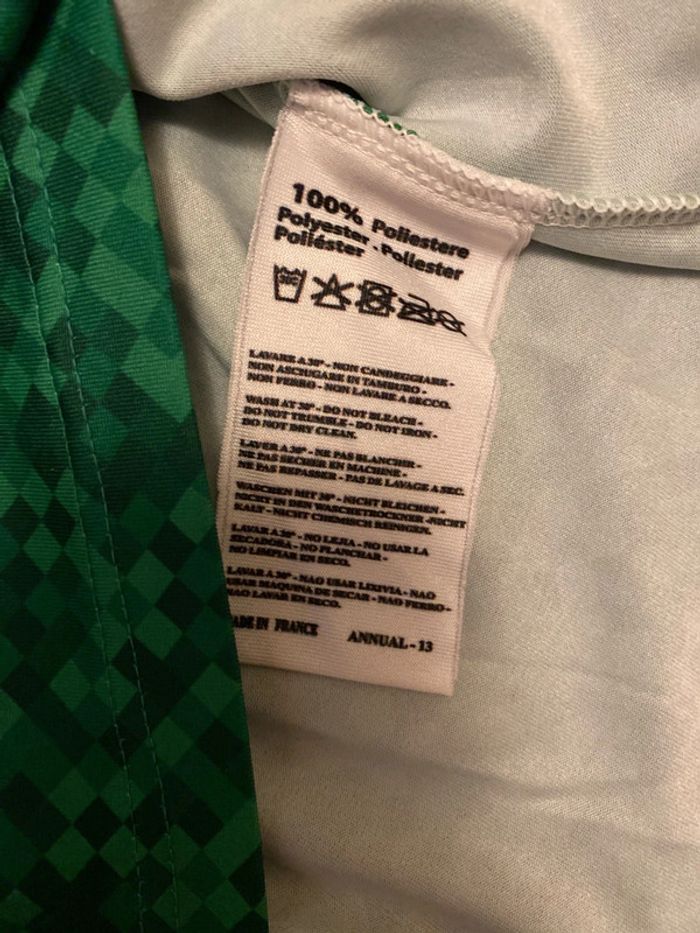 100% Poliestere
Polyester - Poliester
Poliéster
30°
LAVARE A 30° - NON CANDEGGIARE -
NON ASCIUGARE IN TAMBURO -
NON FERRO - NON LAVARE A SECCO.
WASH AT 30° - DO NOT BLEACH -
DO NOT TREMBLE - DO NOT IRON -
DO NOT DRY CLEAN.
LAVER A 30° - NE PAS BLANCHIR -
NE PAS SECHER EN MACHINE -
NE PAS REPASSER - PAS DE LAVAGE A SEC.
WASCHEN MIT 30° - NICHT BLEICHEN -
NICHT IN DEN WASCHETROCKNER - NICHT
KALT - NICHT CHEMISCH REINIGEN.
LAVAR A 30° - NO LEJIA - NO USAR LA
SECADORA - NO PLANCHAR -
NO LIMPIAR EN SECO.
LAVAR A 30° - NAO USAR LIXIVIA - NAO
USAR MAQUINA DE SECAR - NAO FERRO -
NAO LAVAR EN SECO.
ADE IN FRANCE ANNUAL - 13